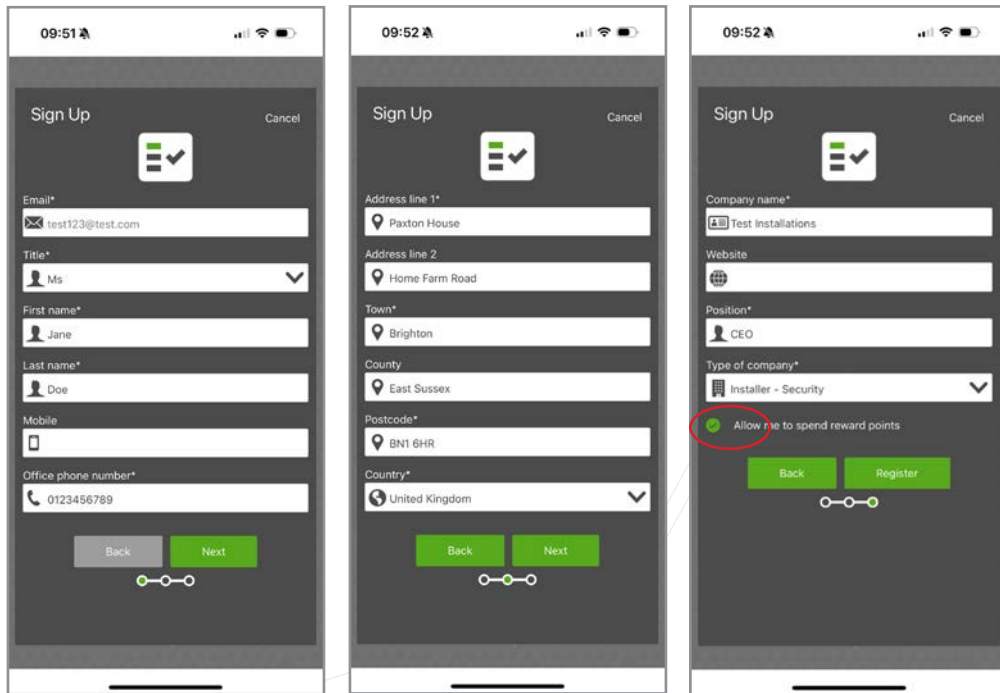 09:51
Sign Up
Cancel
Email*
test123@test.com
Title*
Ms
First name*
Jane
Last name*
Doe
Mobile
Office phone number*
0123456789
Back
Next
09:52
Sign Up
Cancel
Address line 1*
Paxton House
Address line 2
Home Farm Road
Town*
Brighton
County
East Sussex
Postcode*
BN1 6HR
Country*
United Kingdom
Back
Next
09:52
Sign Up
Cancel
Company name*
Test Installations
Website
Position*
CEO
Type of company*
Installer - Security
Allow me to spend reward points
Back
Register